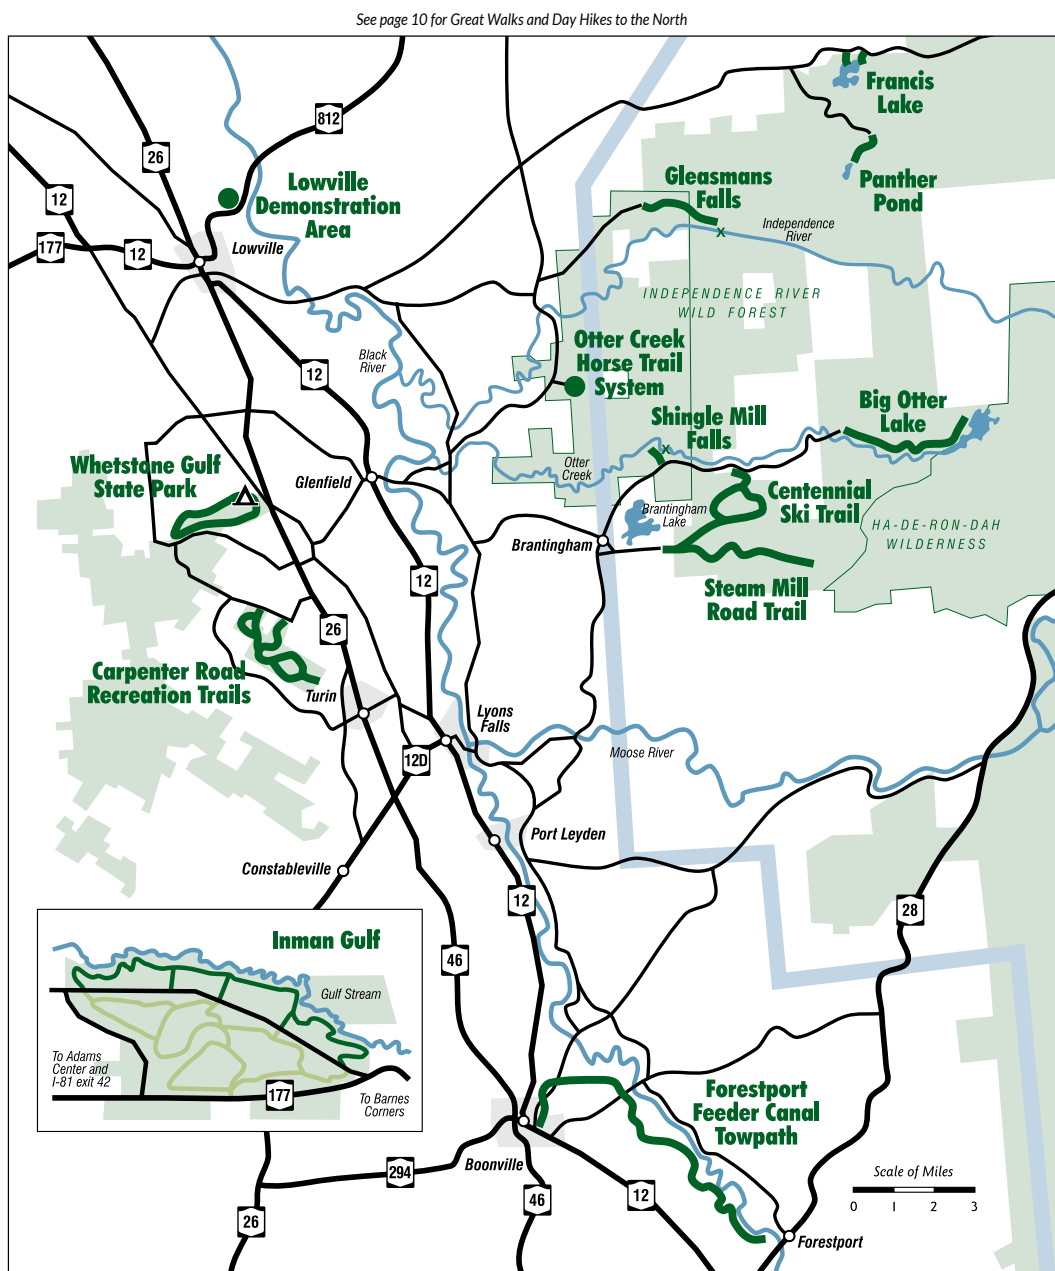 See page 10 for Great Walks and Day Hikes to the North
Francis
Lake
812
26
Gleasmans
Falls
Panther
Pond
Lowville
Demonstration
Area
12
177
12
Lowville
Independence
River
INDEPENDENCE RIVER
WILD FOREST
Otter Creek
Horse Trail
System
Black
River
12
Big Otter
Lake
Shingle Mill
Falls
Whetstone Gulf
State Park
Glenfield
Otter
Creek
Centennial
Ski Trail
Brantingham
Lake
HA-DE-RON-DAH
WILDERNESS
Brantingham
12
Steam Mill
Road Trail
26
Carpenter Road
Recreation Trails
Turin
Lyons
Falls
12D
Moose River
Port Leyden
Constableville
12
28
Inman Gulf
46
Gulf Stream
To Adams
Center and
I-81 exit 42
177
To Barnes
Corners
Forestport
Feeder Canal
Towpath
Boonville
294
Scale of Miles
0 1 2 3
46
12
26
Forestport